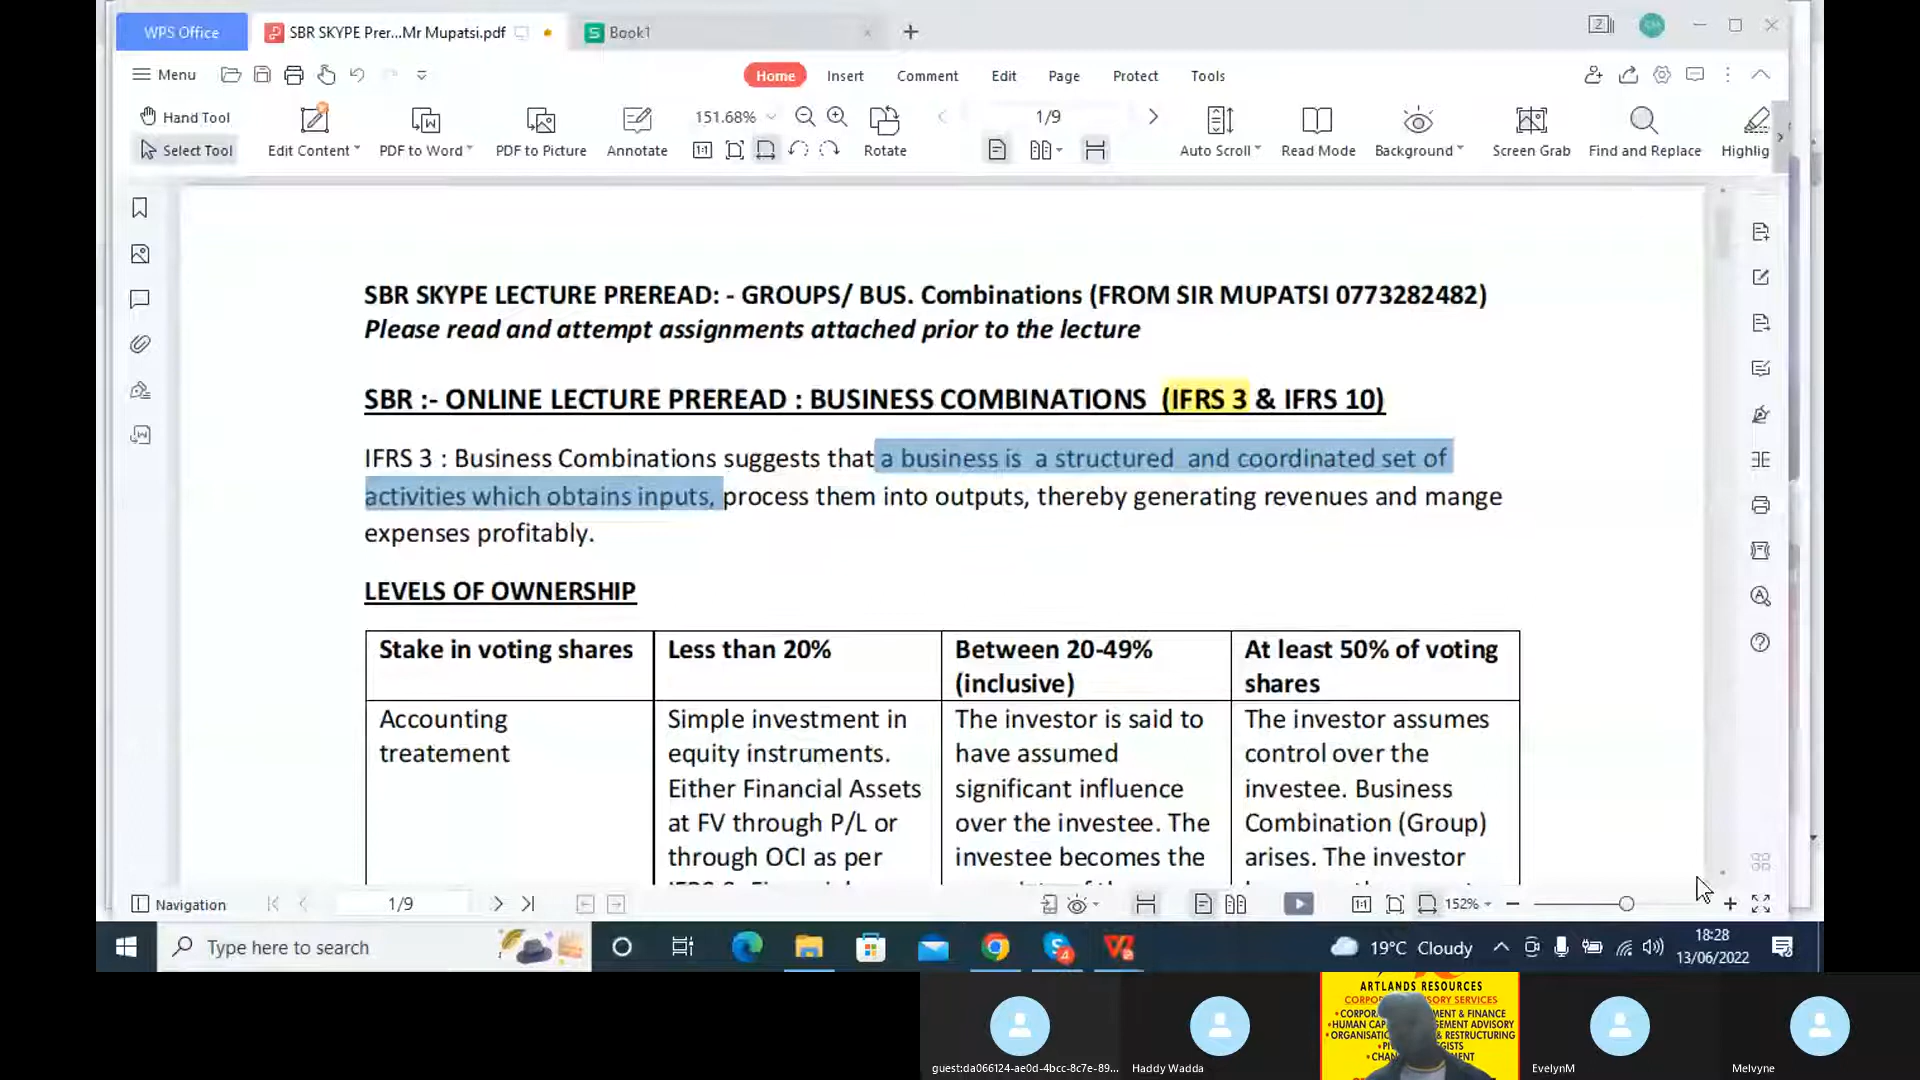 WPS Office
SBR SKYPE Prer...Mr Mupatsi.pdf
Book1
Menu
Home
Insert
Comment
Edit
Page
Protect
Tools
Hand Tool
Select Tool
Edit Content
PDF to Word
PDF to Picture
Annotate
151.68%
Rotate
1/9
Auto Scroll
Read Mode
Background
Screen Grab
Find and Replace
Highlig
SBR SKYPE LECTURE PREREAD: - GROUPS/ BUS. Combinations (FROM SIR MUPATSI 0773282482)
Please read and attempt assignments attached prior to the lecture
SBR :- ONLINE LECTURE PREREAD : BUSINESS COMBINATIONS (IFRS 3 & IFRS 10)
IFRS 3 : Business Combinations suggests that a business is a structured and coordinated set of
activities which obtains inputs, process them into outputs, thereby generating revenues and mange
expenses profitably.
LEVELS OF OWNERSHIP
Stake in voting shares
Less than 20%
Between 20-49%
(inclusive)
At least 50% of voting
shares
Accounting
treatement
Simple investment in
equity instruments.
Either Financial Assets
at FV through P/L or
through OCI as per
The investor is said to
have assumed
significant influence
over the investee. The
investee becomes the
The investor assumes
control over the
investee. Business
Combination (Group)
arises. The investor
Navigation
1/9
152%
Type here to search
19°C Cloudy
18:28
13/06/2022
ARTLANDS RESOURCES
guest:da066124-ae0d-4bcc-8c7e-89...
Haddy Wadda
EvelynM
Melvyne